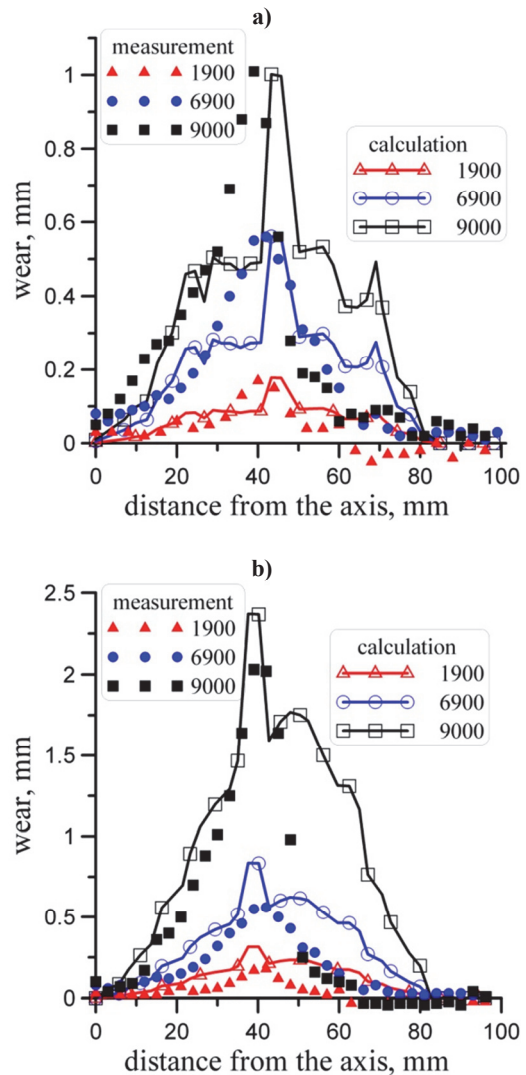 a)
measurement
1900
6900
9000
calculation
1900
6900
9000
1
0.8
0.6
0.4
0.2
0
wear, mm
0 20 40 60 80 100
distance from the axis, mm
b)
measurement
1900
6900
9000
calculation
1900
6900
9000
2.5
2
1.5
1
0.5
0
wear, mm
0 20 40 60 80 100
distance from the axis, mm